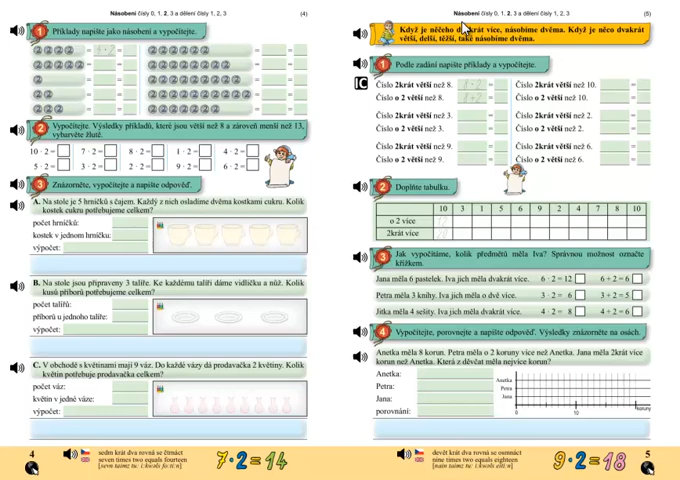 Násobení čísly 0, 1, 2, 3 a dělení čísly 1, 2, 3
(4)
1 Příklady napište jako násobení a vypočítejte.
4 · 2 =
2 Vypočítejte. Výsledky příkladů, které jsou větší než 8 a zároveň menší než 13,
vybarvěte žlutě.
10 · 2 = 7 · 2 = 8 · 2 = 1 · 2 = 4 · 2 =
5 · 2 = 3 · 2 = 2 · 2 = 9 · 2 = 6 · 2 =
3 Znázorněte, vypočítejte a napište odpověď.
A. Na stole je 5 hrníčků s čajem. Každý z nich osladíme dvěma kostkami cukru. Kolik
kostek cukru potřebujeme celkem?
počet hrníčků:
kostek v jednom hrníčku:
výpočet:
B. Na stole jsou připraveny 3 talíře. Ke každému talíři dáme vidličku a nůž. Kolik
kusů příborů potřebujeme celkem?
počet talířů:
příborů u jednoho talíře:
výpočet:
C. V obchodě s květinami mají 9 váz. Do každé vázy dá prodavačka 2 květiny. Kolik
květin potřebuje prodavačka celkem?
počet váz:
květin v jedné váze:
výpočet:
4
sedm krát dva rovná se čtrnáct
seven times two equals fourteen
7·2=14
Násobení čísly 0, 1, 2, 3 a dělení čísly 1, 2, 3
(5)
Když je něčeho dvakrát více, násobíme dvěma. Když je něco dvakrát
větší, delší, těžší, také násobíme dvěma.
1 Podle zadání napište příklady a vypočítejte.
Číslo 2krát větší než 8. 8 · 2 = Číslo 2krát větší než 10. =
Číslo o 2 větší než 8. 8 + 2 = Číslo o 2 větší než 10. =
Číslo 2krát větší než 3. = Číslo 2krát větší než 2. =
Číslo o 2 větší než 3. = Číslo o 2 větší než 2. =
Číslo 2krát větší než 9. = Číslo 2krát větší než 6. =
Číslo o 2 větší než 9. = Číslo o 2 větší než 6. =
2 Doplňte tabulku.
10 3 1 5 6 9 2 4 7 8 10
o 2 více
2krát více
3 Jak vypočítáme, kolik předmětů měla Iva? Správnou možnost označte
křížkem.
Jana měla 6 pastelek. Iva jich měla dvakrát více. 6 · 2 = 12 6 + 2 = 6
Petra měla 3 knihy. Iva jich měla o dvě více. 3 · 2 = 6 3 + 2 = 5
Jitka měla 4 sešity. Iva jich měla dvakrát více. 4 · 2 = 8 4 + 2 = 6
4 Vypočítejte, porovnejte a napište odpověď. Výsledky znázorněte na osách.
Anetka měla 8 korun. Petra měla o 2 koruny více než Anetka. Jana měla 2krát více
korun než Anetka. Která z děvčat měla nejvíce korun?
Anetka:
Petra:
Jana:
porovnání:
Anetka
Petra
Jana
0 10 koruny
devět krát dva rovná se osmnáct
nine times two equals eighteen
9·2=18
5